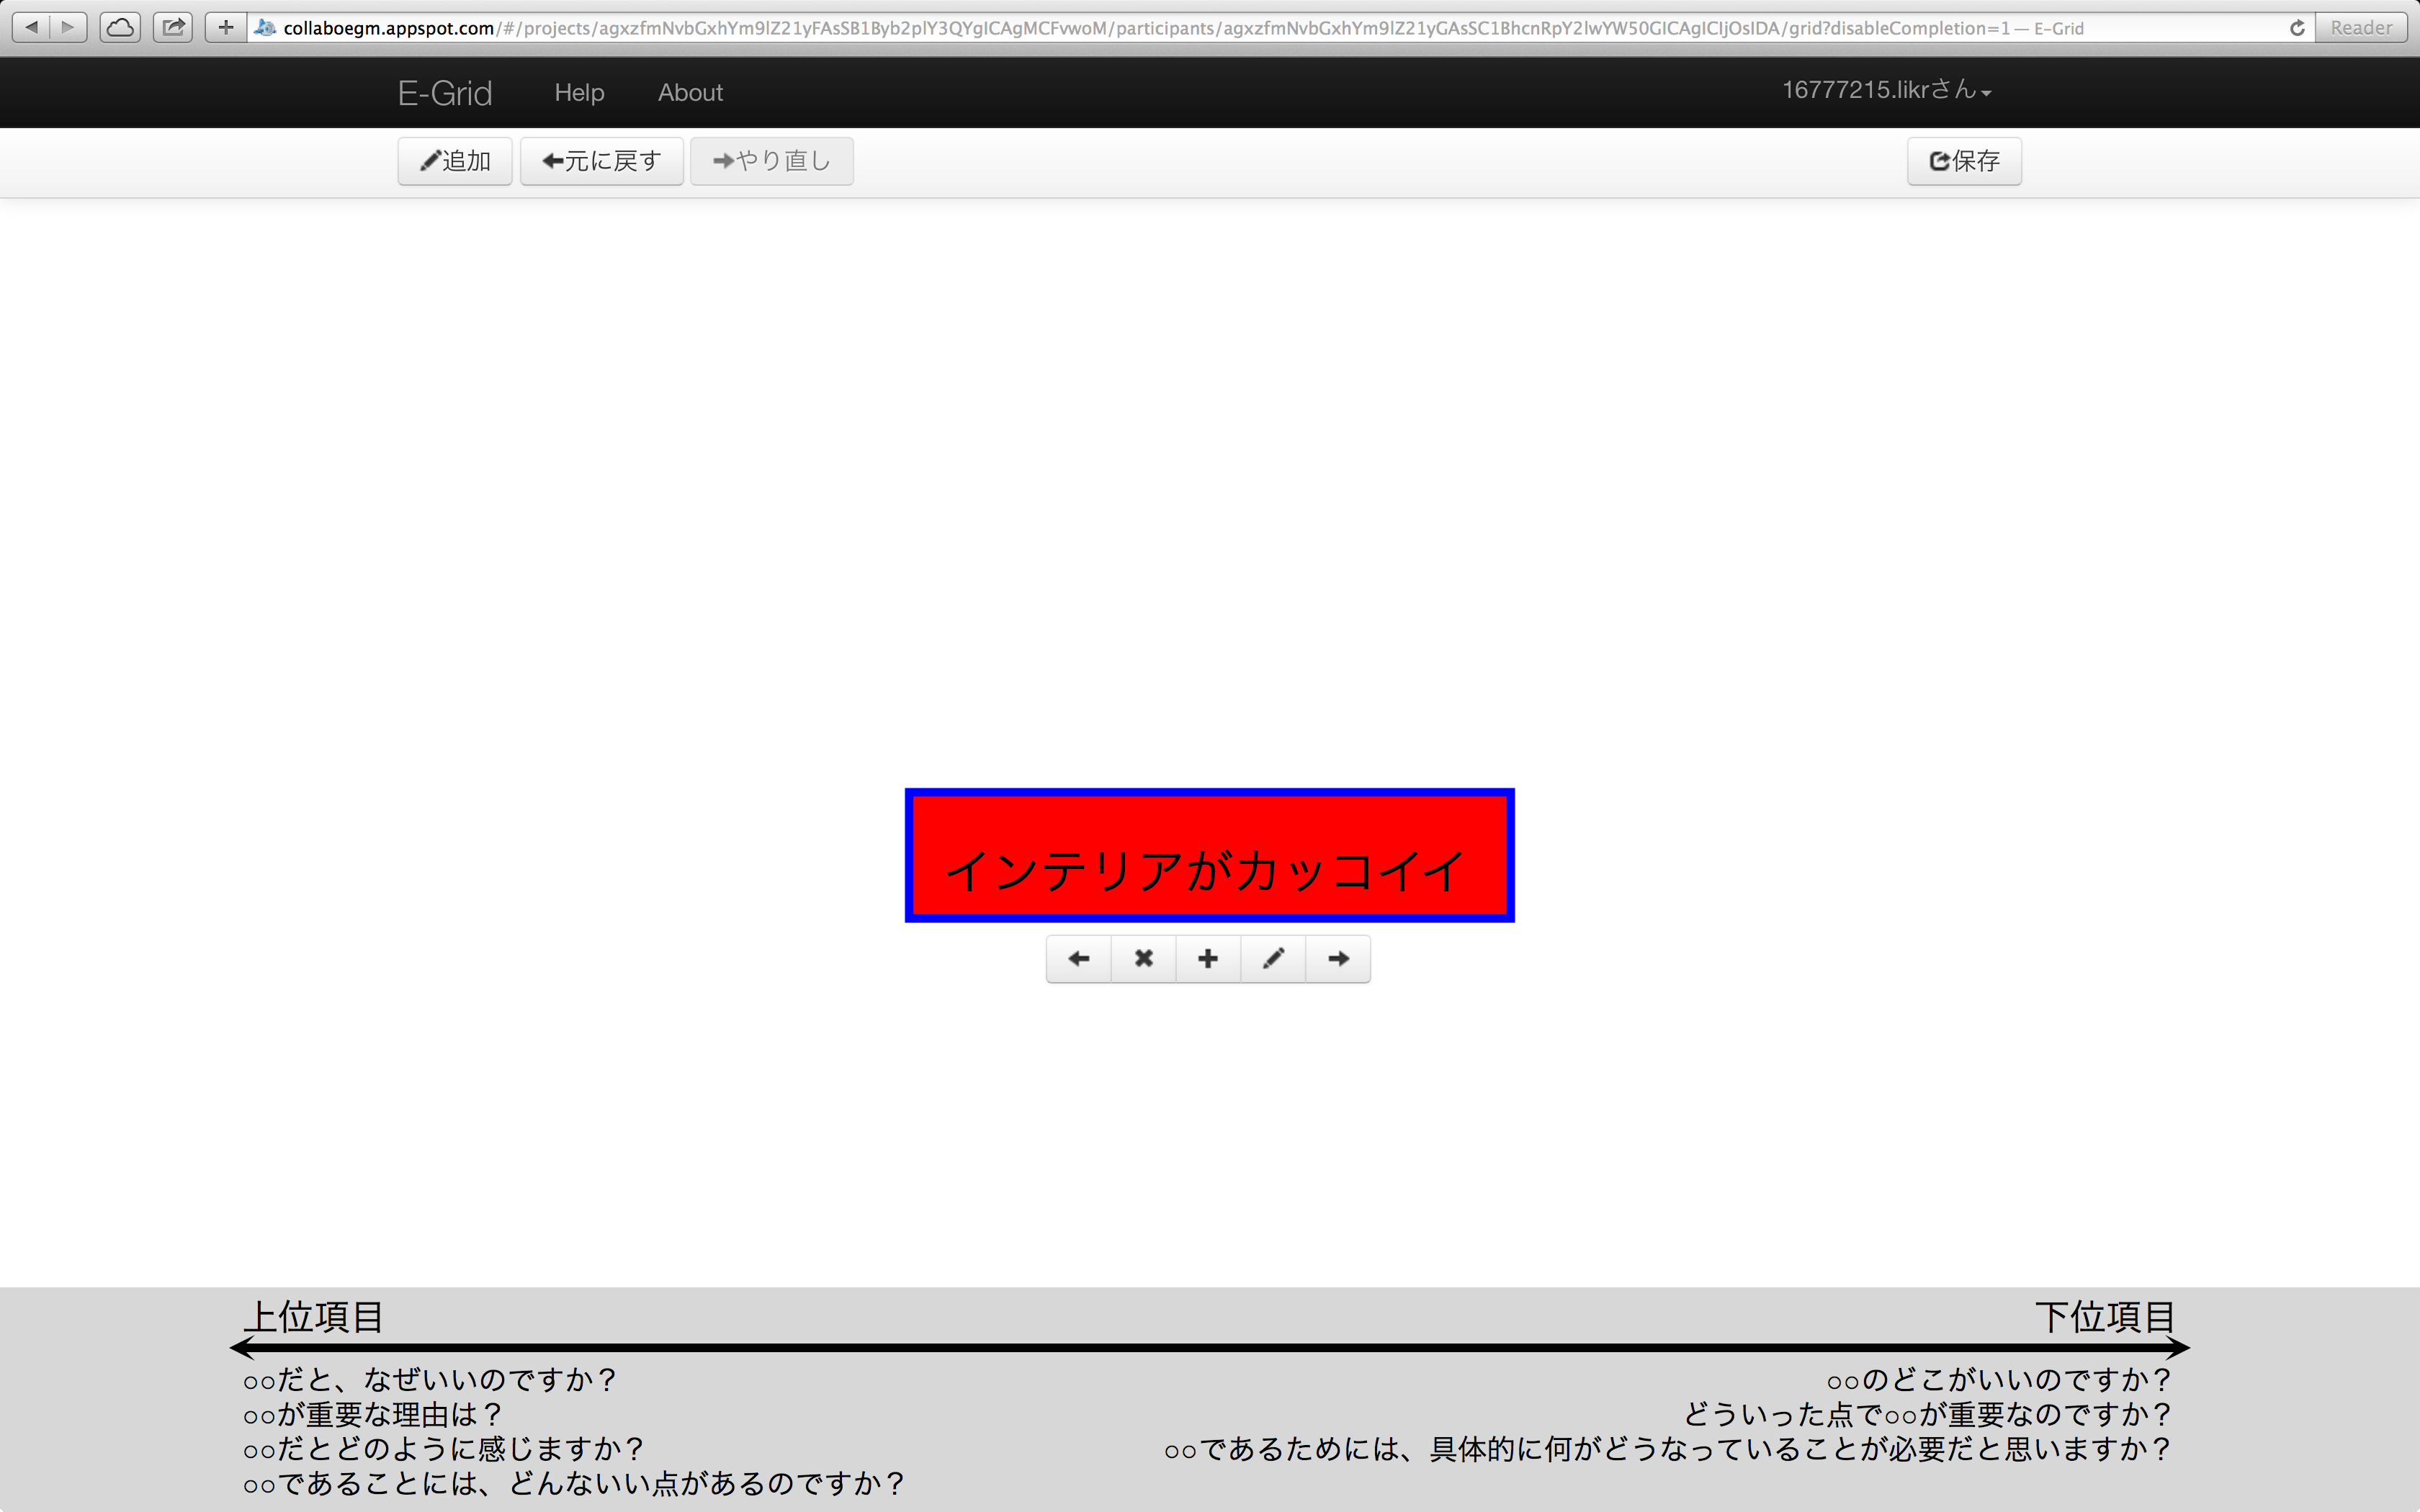 collaboegm.appspot.com/#/projects/agxzfmNvbGxhYm9lZ21yFAsSB1Byb2plY3QYgICAgMCFvwoM/participants/agxzfmNvbGxhYm9lZ21yGAsSC1BhcnRpY2lwYW50GICAgICIjOsIDA/grid?disableCompletion=1 — E-Grid
Reader
E-Grid Help About 16777215.likrさん
追加 元に戻す やり直し 保存
インテリアがカッコイイ
上位項目 下位項目
○○だと、なぜいいのですか？ ○○のどこがいいのですか？
○○が重要な理由は？ どういった点で○○が重要なのですか？
○○だとどのように感じますか？ ○○であるためには、具体的に何がどうなっていることが必要だと思いますか？
○○であることには、どんないい点があるのですか？